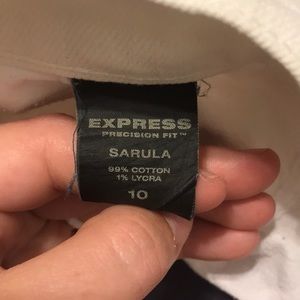 EXPRESS
PRECISION FIT™
SARULA
99% COTTON
1% LYCRA
10